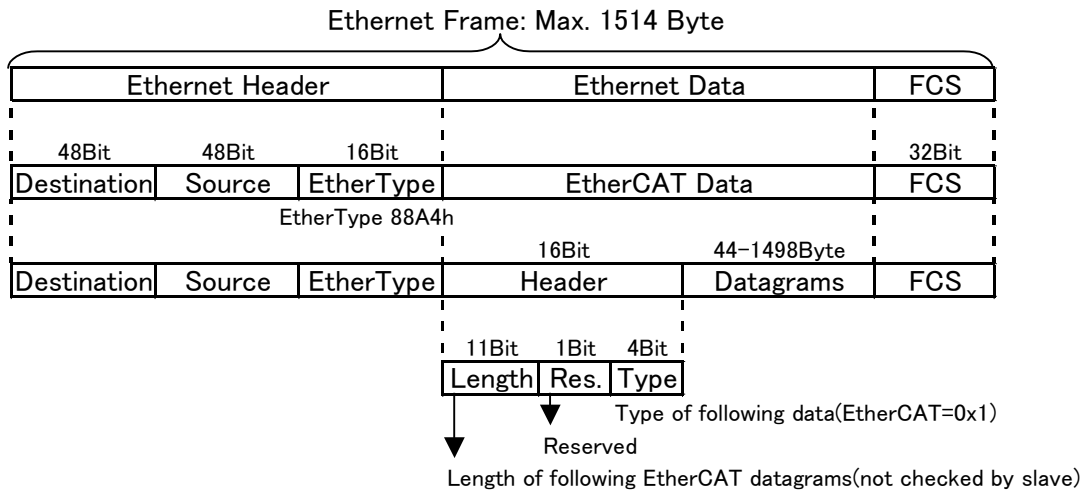 Ethernet Frame: Max. 1514 Byte
Ethernet Header Ethernet Data FCS
48Bit 48Bit 16Bit 32Bit
Destination Source EtherType EtherCAT Data FCS
EtherType 88A4h
16Bit 44-1498Byte
Destination Source EtherType Header Datagrams FCS
11Bit 1Bit 4Bit
Length Res. Type
Type of following data(EtherCAT=0x1)
Reserved
Length of following EtherCAT datagrams(not checked by slave)